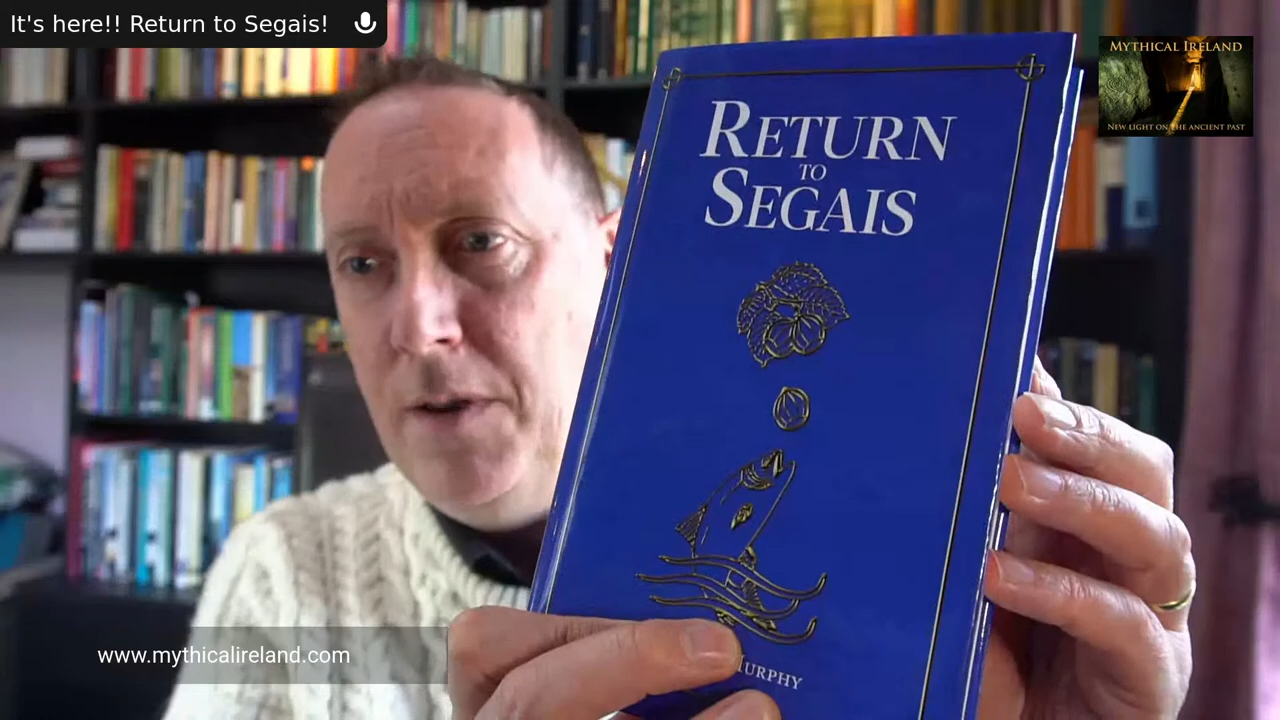 It's here!! Return to Segais!
MYTHICAL IRELAND
NEW LIGHT ON THE ANCIENT PAST
RETURN
TO
SEGAIS
MURPHY
www.mythicalireland.com